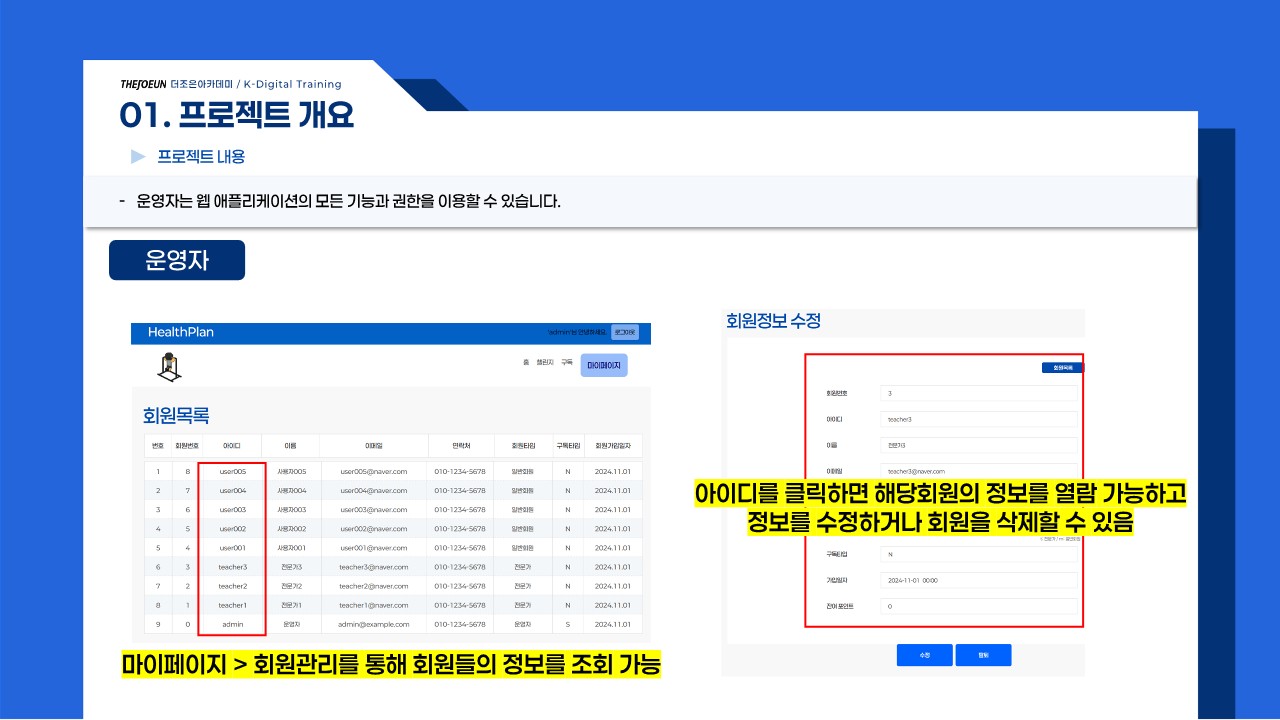 THEJOEUN 더조은아카데미 / K-Digital Training
01. 프로젝트 개요
프로젝트 내용
- 운영자는 웹 애플리케이션의 모든 기능과 권한을 이용할 수 있습니다.
운영자
HealthPlan 'admin'님 안녕하세요. 로그아웃
홈 챌린지 구독 마이페이지
회원목록
번호 회원번호 아이디 이름 이메일 연락처 회원타입 구독타입 회원가입일자
1 8 user005 사용자005 user005@naver.com 010-1234-5678 일반회원 N 2024.11.01
2 7 user004 사용자004 user004@naver.com 010-1234-5678 일반회원 N 2024.11.01
3 6 user003 사용자003 user003@naver.com 010-1234-5678 일반회원 N 2024.11.01
4 5 user002 사용자002 user002@naver.com 010-1234-5678 일반회원 N 2024.11.01
5 4 user001 사용자001 user001@naver.com 010-1234-5678 일반회원 N 2024.11.01
6 3 teacher3 전문가3 teacher3@naver.com 010-1234-5678 전문가 N 2024.11.01
7 2 teacher2 전문가2 teacher2@naver.com 010-1234-5678 전문가 N 2024.11.01
8 1 teacher1 전문가1 teacher1@naver.com 010-1234-5678 전문가 N 2024.11.01
9 0 admin 운영자 admin@example.com 010-1234-5678 운영자 S 2024.11.01
마이페이지 > 회원관리를 통해 회원들의 정보를 조회 가능
회원정보 수정
회원목록
회원번호 3
아이디 teacher3
이름 전문가3
이메일 teacher3@naver.com
아이디를 클릭하면 해당회원의 정보를 열람 가능하고
정보를 수정하거나 회원을 삭제할 수 있음
구독타입 N
가입일자 2024-11-01 00:00
잔여 포인트 0
수정 탈퇴